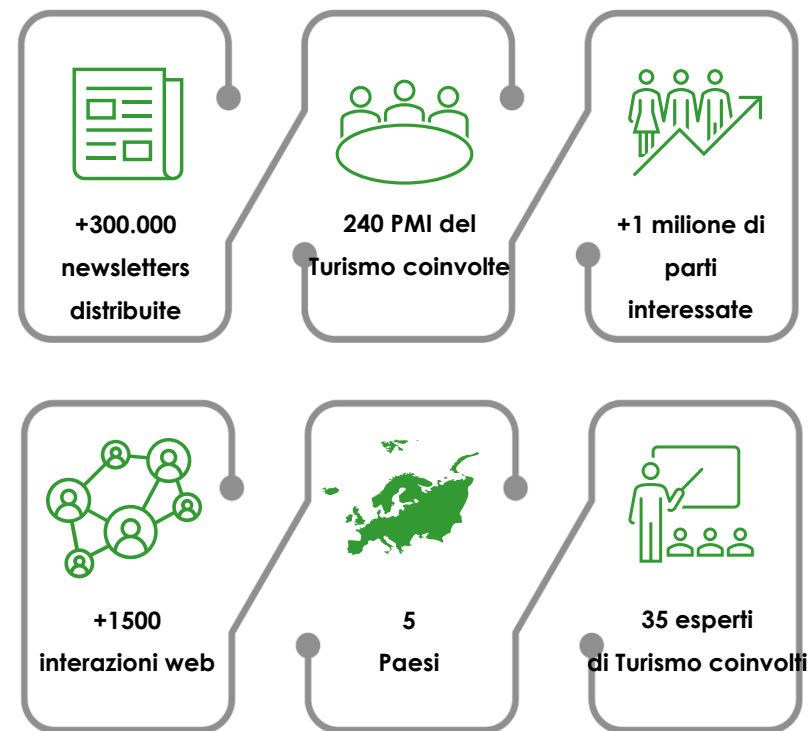 +300.000
newsletters
distribuite
240 PMI del
Turismo coinvolte
+1 milione di
parti
interessate
+1500
interazioni web
5
Paesi
35 esperti
di Turismo coinvolti